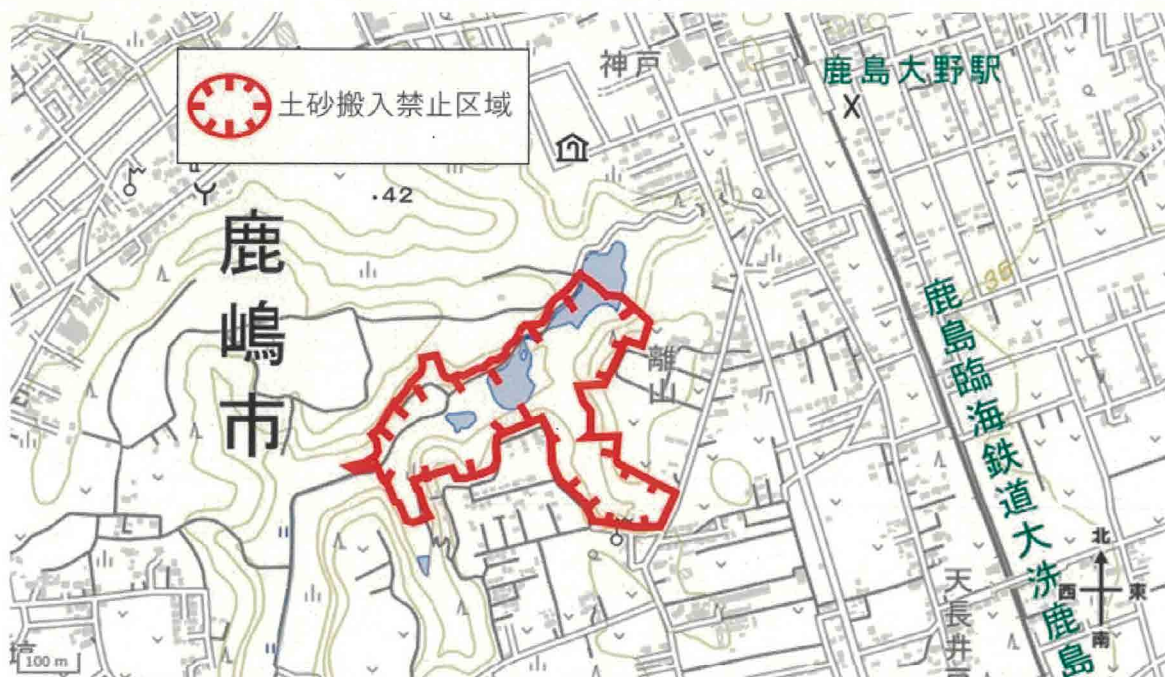 土砂搬入禁止区域
神戸
鹿島大野駅
.42
鹿嶋市
離山
38
鹿島臨海鉄道大洗鹿島
天長井戸
北
西
東
南
100 m